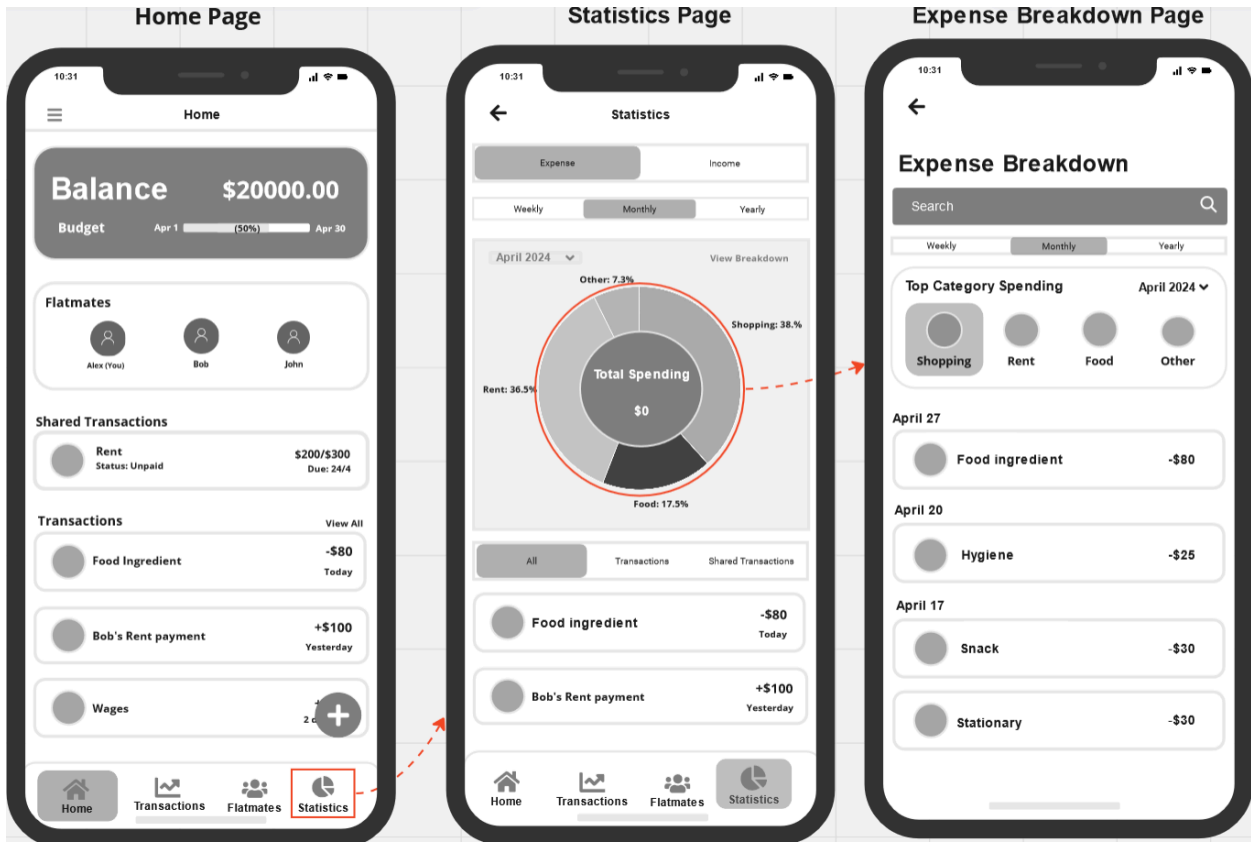 Home Page
10:31
Home
Balance $20000.00
Budget Apr 1 (50%) Apr 30
Flatmates
Alex (You) Bob John
Shared Transactions
Rent $200/$300
Status: Unpaid Due: 24/4
Transactions View All
Food Ingredient -$80
Today
Bob's Rent payment +$100
Yesterday
Wages
2
Home Transactions Flatmates Statistics
Statistics Page
10:31
Statistics
Expense Income
Weekly Monthly Yearly
April 2024 View Breakdown
Other: 7.3%
Shopping: 38.%
Total Spending
Rent: 36.5%
$0
Food: 17.5%
All Transactions Shared Transactions
Food ingredient -$80
Today
Bob's Rent payment +$100
Yesterday
Home Transactions Flatmates Statistics
Expense Breakdown Page
10:31
Expense Breakdown
Search
Weekly Monthly Yearly
Top Category Spending April 2024
Shopping Rent Food Other
April 27
Food ingredient -$80
April 20
Hygiene -$25
April 17
Snack -$30
Stationary -$30